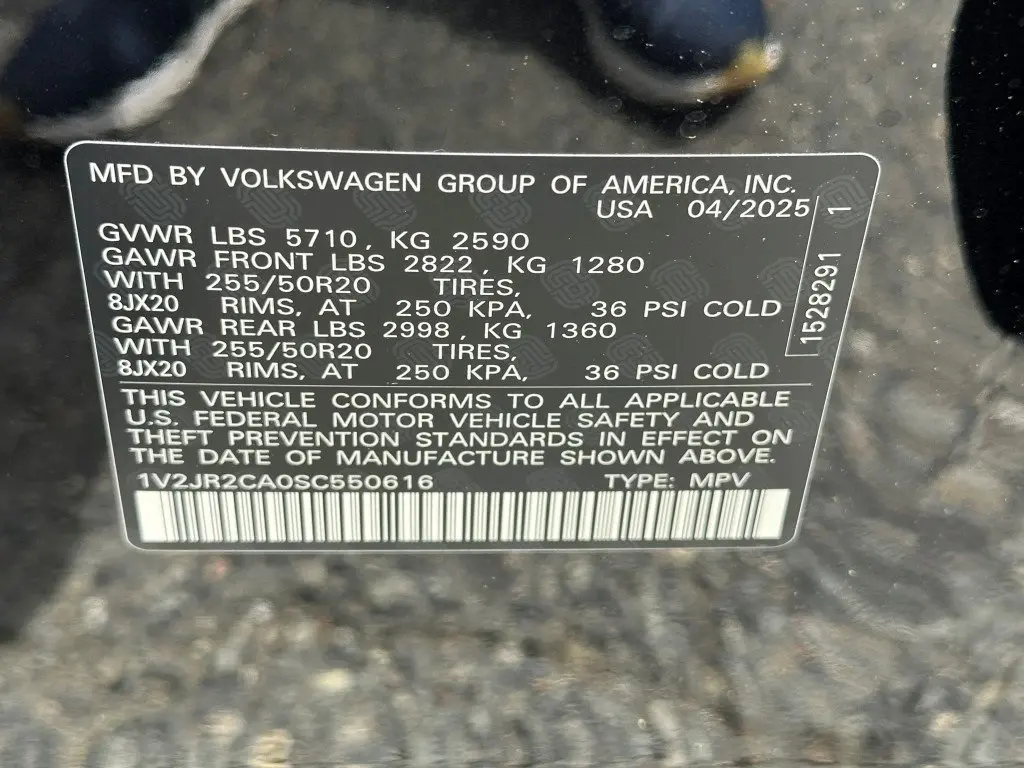 MFD BY VOLKSWAGEN GROUP OF AMERICA, INC.
USA 04/2025
GVWR LBS 5710, KG 2590
GAWR FRONT LBS 2822, KG 1280
WITH 255/50R20 TIRES,
8JX20 RIMS, AT 250 KPA, 36 PSI COLD
GAWR REAR LBS 2998, KG 1360
WITH 255/50R20 TIRES,
8JX20 RIMS, AT 250 KPA, 36 PSI COLD
1528291 1
THIS VEHICLE CONFORMS TO ALL APPLICABLE
U.S. FEDERAL MOTOR VEHICLE SAFETY AND
THEFT PREVENTION STANDARDS IN EFFECT ON
THE DATE OF MANUFACTURE SHOWN ABOVE.
1V2JR2CA0SC550616 TYPE: MPV